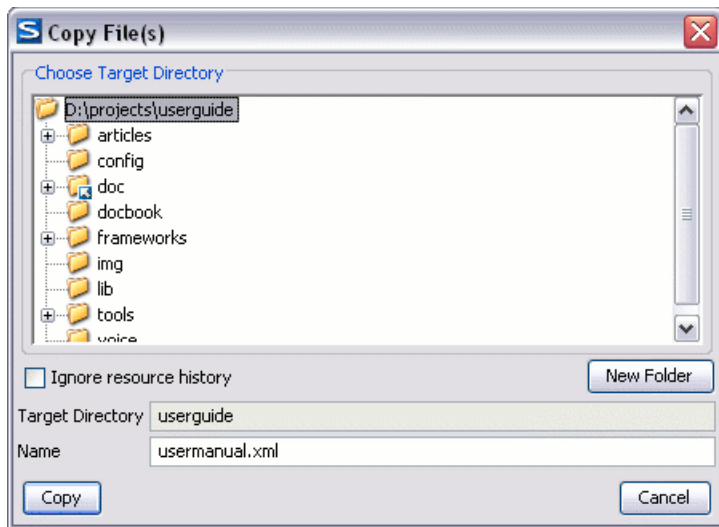 Copy File(s)
Choose Target Directory
D:\projects\userguide
articles
config
doc
docbook
frameworks
img
lib
tools
voice
Ignore resource history
New Folder
Target Directory userguide
Name usermanual.xml
Copy Cancel